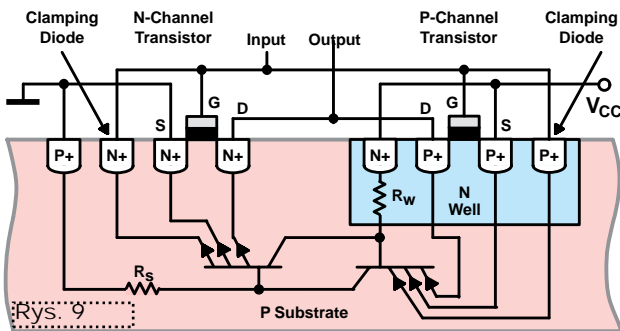 Clamping
Diode
N-Channel
Transistor
Input
Output
P-Channel
Transistor
Clamping
Diode
G
S
D
D
G
S
VCC
P+
N+
N+
N+
N+
P+
P+
P+
RW
N
Well
RS
P Substrate
Rys. 9